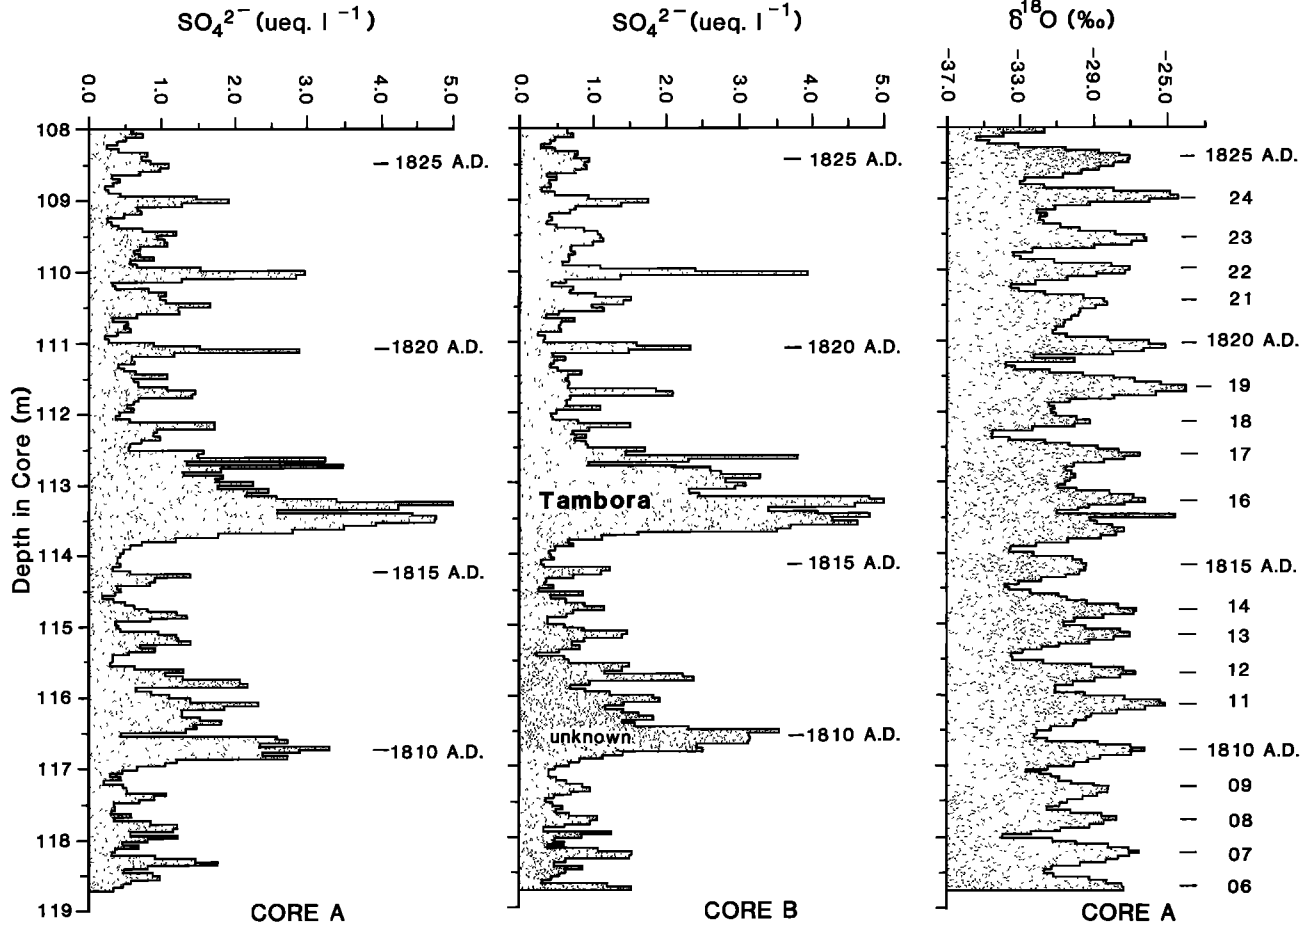 SO₄²⁻ (ueq. l⁻¹)
0.0 1.0 2.0 3.0 4.0 5.0
Depth in Core (m)
108
109
110
111
112
113
114
115
116
117
118
119
1825 A.D.
1820 A.D.
1815 A.D.
1810 A.D.
CORE A
SO₄²⁻ (ueq. l⁻¹)
0.0 1.0 2.0 3.0 4.0 5.0
1825 A.D.
1820 A.D.
Tambora
1815 A.D.
unknown
1810 A.D.
CORE B
δ¹⁸O (‰)
-37.0 -33.0 -29.0 -25.0
1825 A.D.
24
23
22
21
1820 A.D.
19
18
17
16
1815 A.D.
14
13
12
11
1810 A.D.
09
08
07
06
CORE A